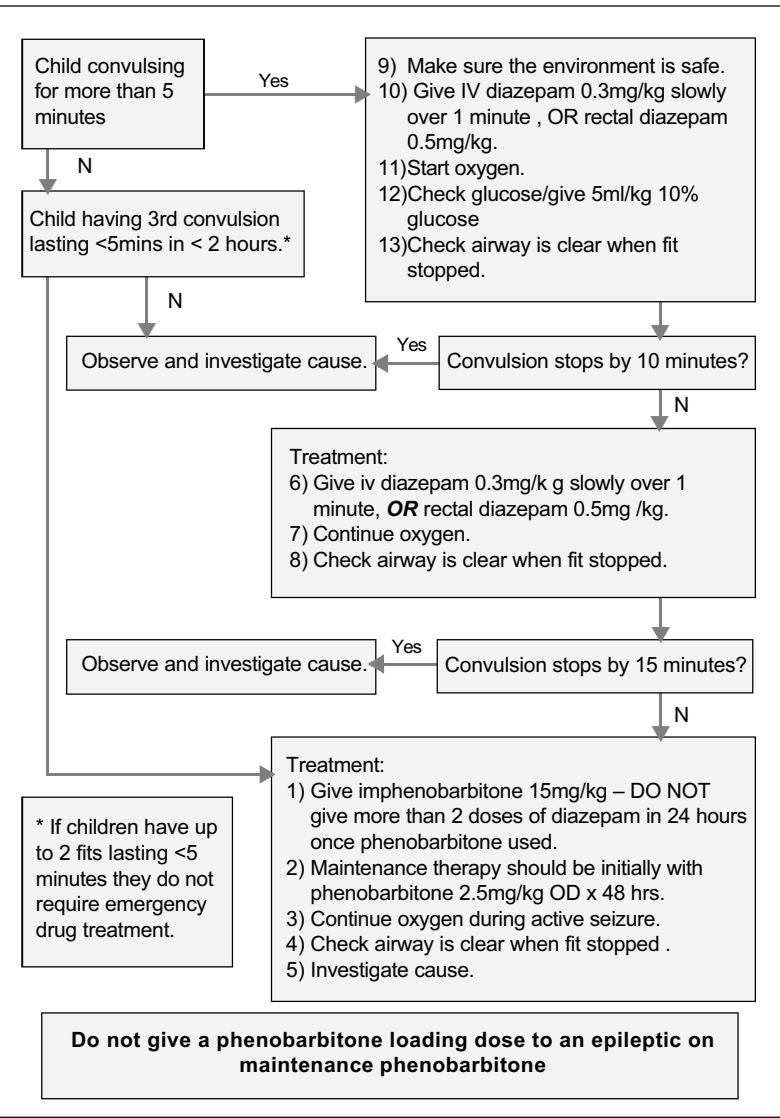 Child convulsing
for more than 5
minutes
Yes
9) Make sure the environment is safe.
10) Give IV diazepam 0.3mg/kg slowly
over 1 minute , OR rectal diazepam
0.5mg/kg.
11)Start oxygen.
12)Check glucose/give 5ml/kg 10%
glucose
13)Check airway is clear when fit
stopped.
N
Child having 3rd convulsion
lasting <5mins in < 2 hours.*
N
Observe and investigate cause.
Yes
Convulsion stops by 10 minutes?
N
Treatment:
6) Give iv diazepam 0.3mg/k g slowly over 1
minute, OR rectal diazepam 0.5mg /kg.
7) Continue oxygen.
8) Check airway is clear when fit stopped.
Observe and investigate cause.
Yes
Convulsion stops by 15 minutes?
N
Treatment:
1) Give imphenobarbitone 15mg/kg – DO NOT
give more than 2 doses of diazepam in 24 hours
once phenobarbitone used.
2) Maintenance therapy should be initially with
phenobarbitone 2.5mg/kg OD x 48 hrs.
3) Continue oxygen during active seizure.
4) Check airway is clear when fit stopped .
5) Investigate cause.
* If children have up
to 2 fits lasting <5
minutes they do not
require emergency
drug treatment.
Do not give a phenobarbitone loading dose to an epileptic on
maintenance phenobarbitone